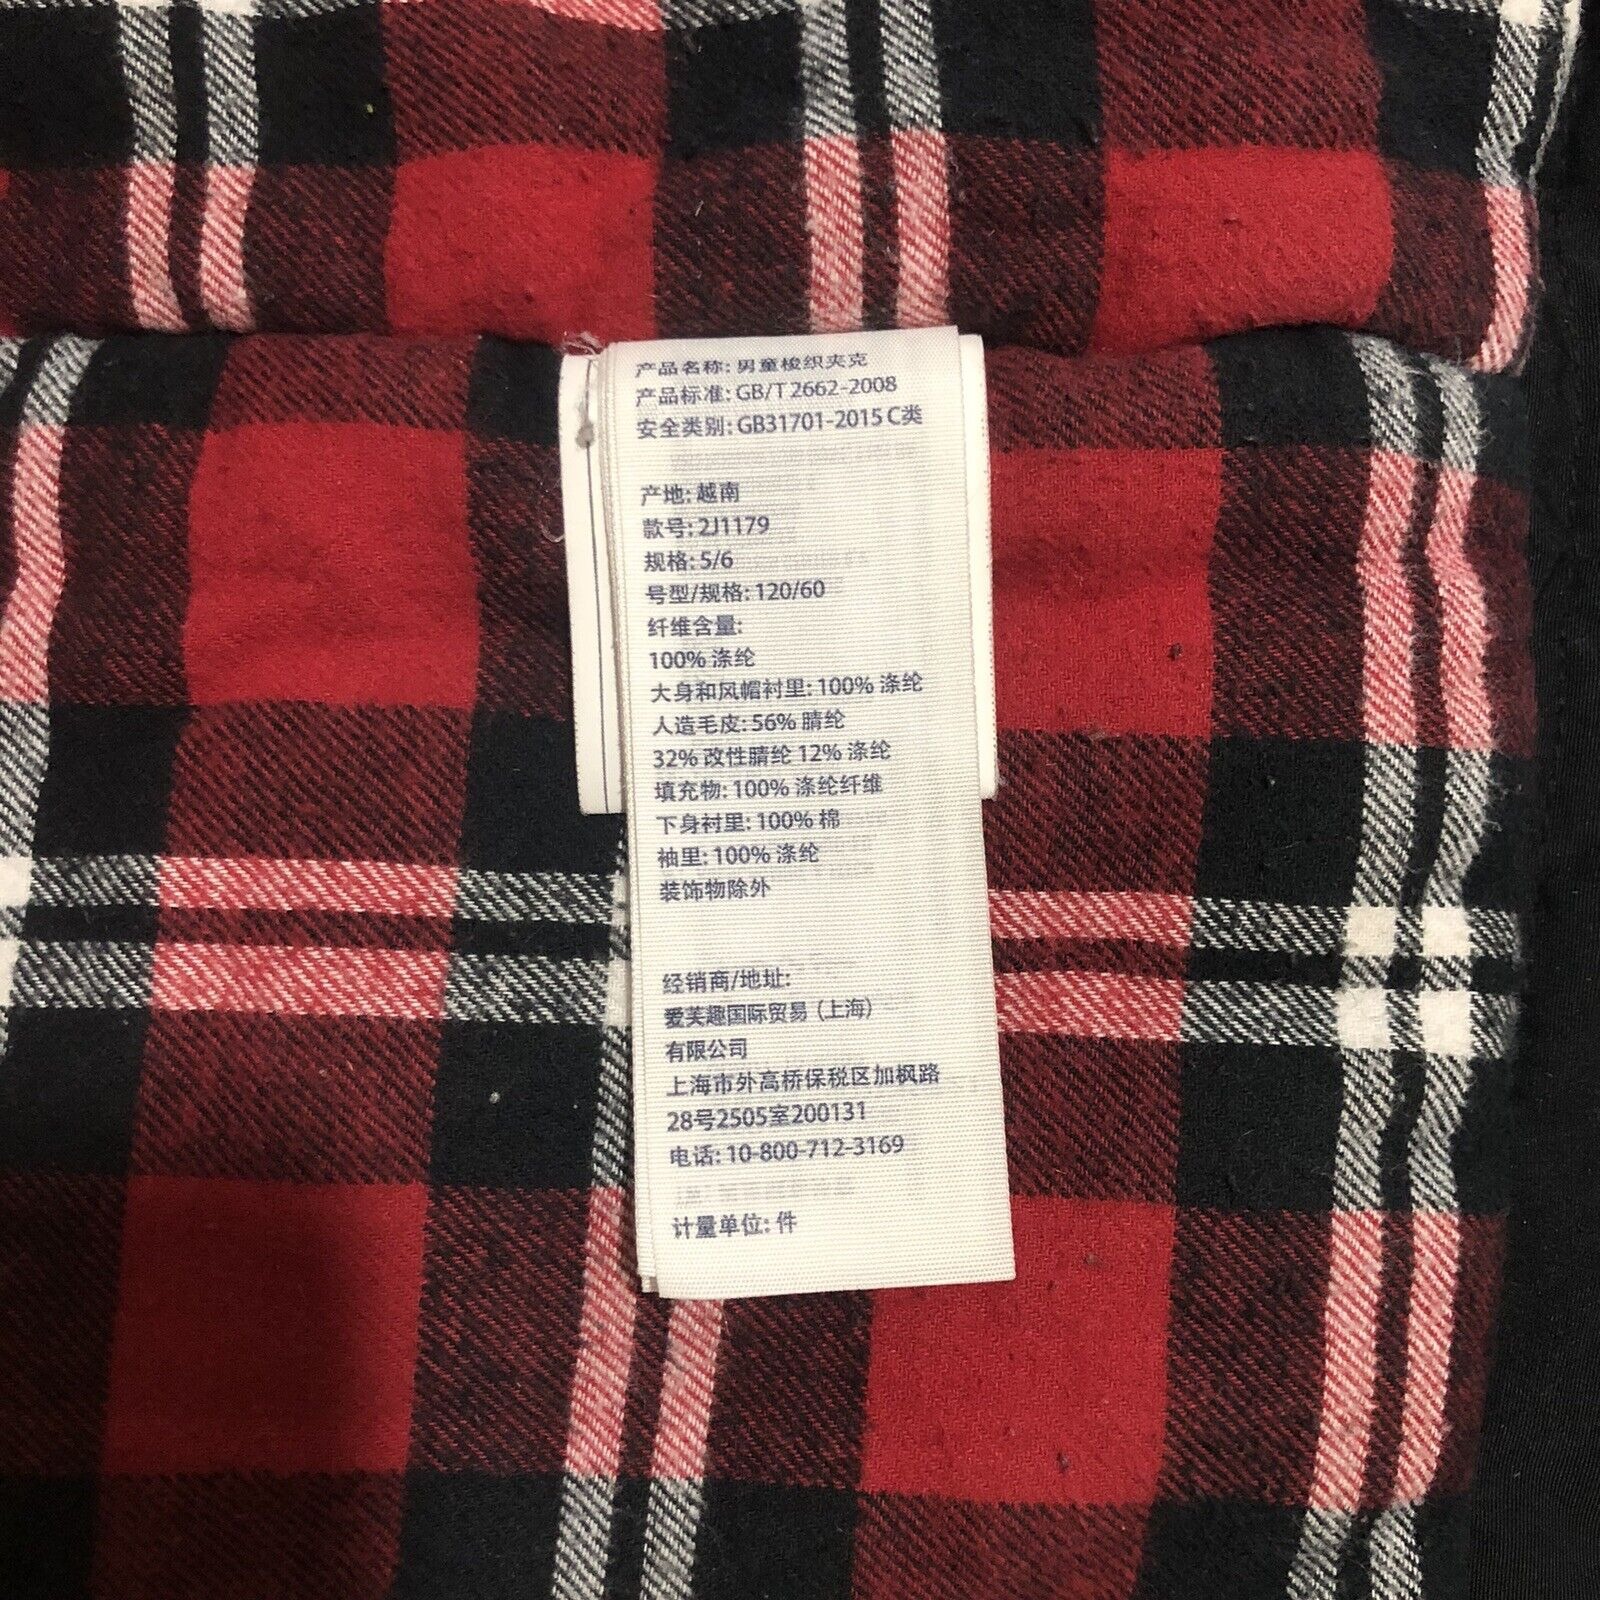 产品名称: 男童梭织夹克
产品标准: GB/T 2662-2008
安全类别: GB31701-2015 C类
产地: 越南
款号: 2J1179
规格: 5/6
号型/规格: 120/60
纤维含量:
100% 涤纶
大身和风帽衬里: 100% 涤纶
人造毛皮: 56% 腈纶
32% 改性腈纶 12% 涤纶
填充物: 100% 涤纶纤维
下身衬里: 100% 棉
袖里: 100% 涤纶
装饰物除外
经销商/地址:
爱芙趣国际贸易 (上海)
有限公司
上海市外高桥保税区加枫路
28号2505室200131
电话: 10-800-712-3169
计量单位: 件